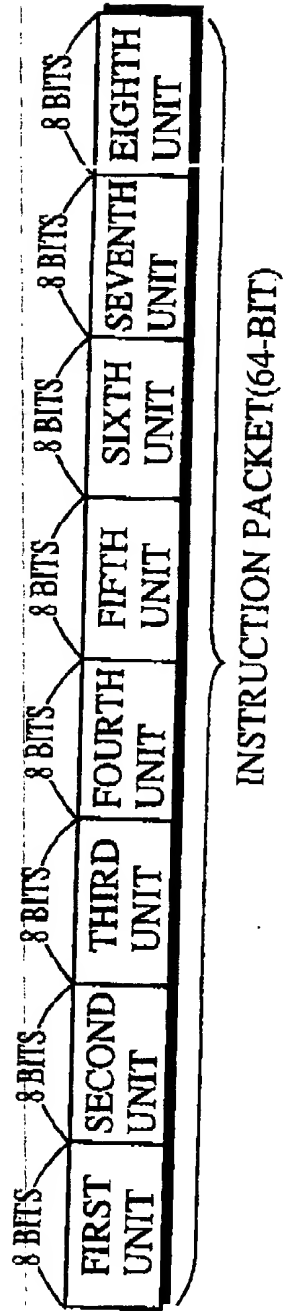 8 BITS 8 BITS 8 BITS 8 BITS 8 BITS 8 BITS 8 BITS 8 BITS
FIRST UNIT
SECOND UNIT
THIRD UNIT
FOURTH UNIT
FIFTH UNIT
SIXTH UNIT
SEVENTH UNIT
EIGHTH UNIT
INSTRUCTION PACKET(64-BIT)